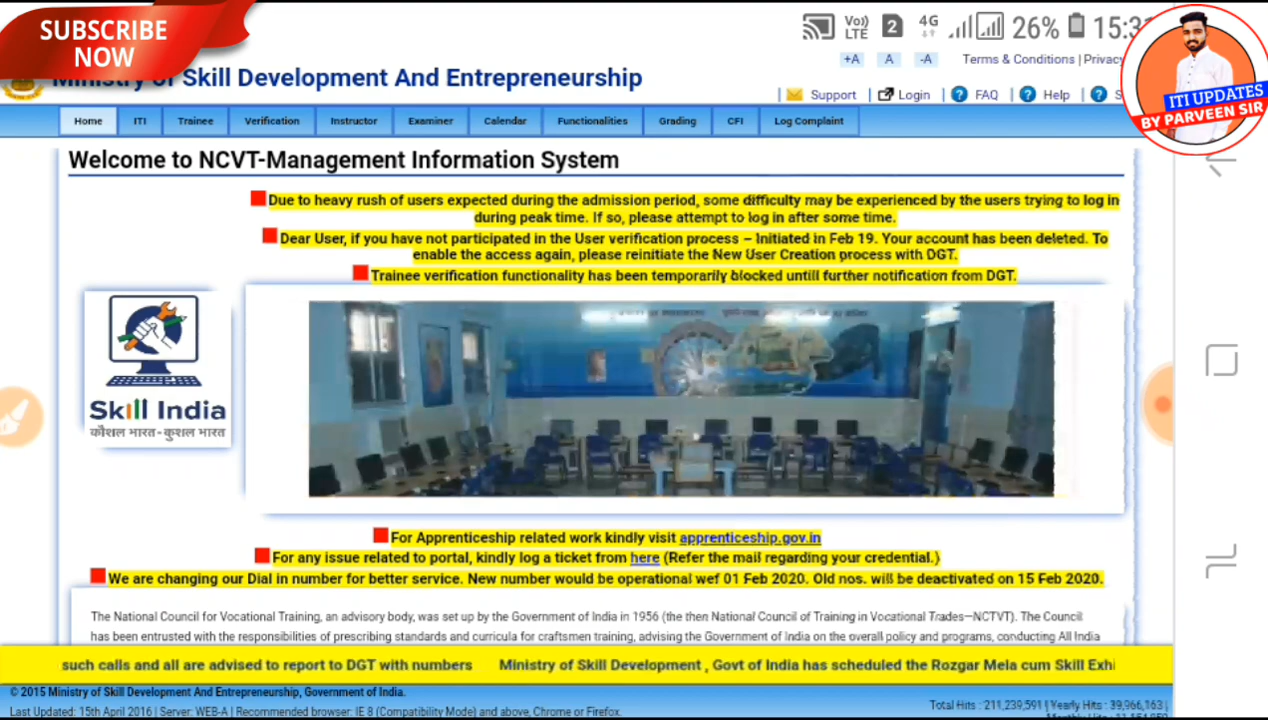 SUBSCRIBE
NOW
Vo)) LTE 2 4G 26% 15:3
+A A -A Terms & Conditions | Privacy
Ministry of Skill Development And Entrepreneurship
| Support | Login | FAQ | Help | S
ITI UPDATES
BY PARVEEN SIR
Home ITI Trainee Verification Instructor Examiner Calendar Functionalities Grading CFI Log Complaint
Welcome to NCVT-Management Information System
Due to heavy rush of users expected during the admission period, some difficulty may be experienced by the users trying to log in
during peak time. If so, please attempt to log in after some time.
Dear User, if you have not participated in the User verification process – Initiated in Feb 19. Your account has been deleted. To
enable the access again, please reinitiate the New User Creation process with DGT.
Trainee verification functionality has been temporarily blocked untill further notification from DGT.
Skill India
कौशल भारत-कुशल भारत
For Apprenticeship related work kindly visit apprenticeship.gov.in
For any issue related to portal, kindly log a ticket from here (Refer the mail regarding your credential.)
We are changing our Dial in number for better service. New number would be operational wef 01 Feb 2020. Old nos. will be deactivated on 15 Feb 2020.
The National Council for Vocational Training, an advisory body, was set up by the Government of India in 1956 (the then National Council of Training in Vocational Trades—NCTVT). The Council
has been entrusted with the responsibilities of prescribing standards and curricula for craftsmen training, advising the Government of India on the overall policy and programs, conducting All India
such calls and all are advised to report to DGT with numbers Ministry of Skill Development , Govt of India has scheduled the Rozgar Mela cum Skill Exhi
© 2015 Ministry of Skill Development And Entrepreneurship, Government of India.
Last Updated: 15th April 2016 | Server: WEB-A | Recommended browser: IE 8 (Compatibility Mode) and above, Chrome or Firefox.
Total Hits : 211,239,591 | Yearly Hits : 39,966,163 |